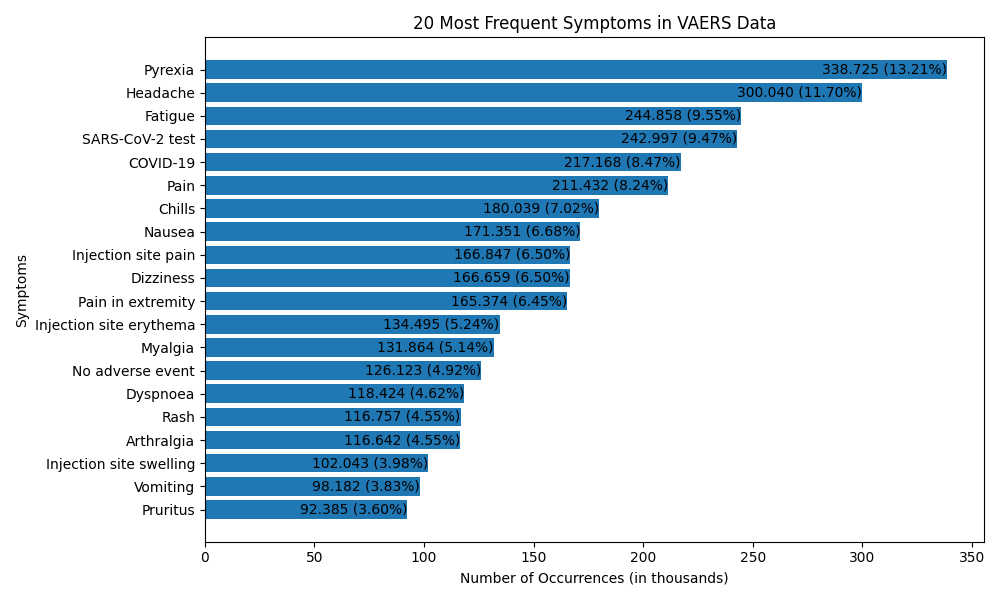 20 Most Frequent Symptoms in VAERS Data
Symptoms
Pyrexia 338.725 (13.21%)
Headache 300.040 (11.70%)
Fatigue 244.858 (9.55%)
SARS-CoV-2 test 242.997 (9.47%)
COVID-19 217.168 (8.47%)
Pain 211.432 (8.24%)
Chills 180.039 (7.02%)
Nausea 171.351 (6.68%)
Injection site pain 166.847 (6.50%)
Dizziness 166.659 (6.50%)
Pain in extremity 165.374 (6.45%)
Injection site erythema 134.495 (5.24%)
Myalgia 131.864 (5.14%)
No adverse event 126.123 (4.92%)
Dyspnoea 118.424 (4.62%)
Rash 116.757 (4.55%)
Arthralgia 116.642 (4.55%)
Injection site swelling 102.043 (3.98%)
Vomiting 98.182 (3.83%)
Pruritus 92.385 (3.60%)
0 50 100 150 200 250 300 350
Number of Occurrences (in thousands)